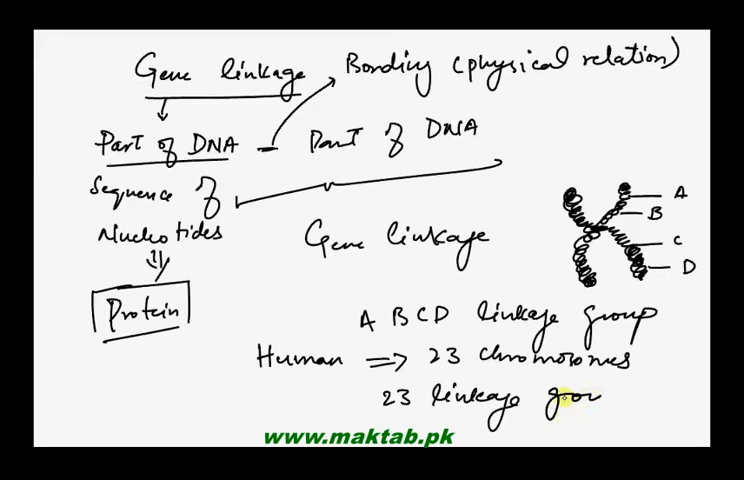 Gene linkage
Bonding (physical relation)
Part of DNA – Part of DNA
Sequence of
Nucleotides
Gene linkage
Protein
A
B
C
D
A B C D linkage group
Human ⇒ 23 chromosomes
23 linkage grou
www.maktab.pk